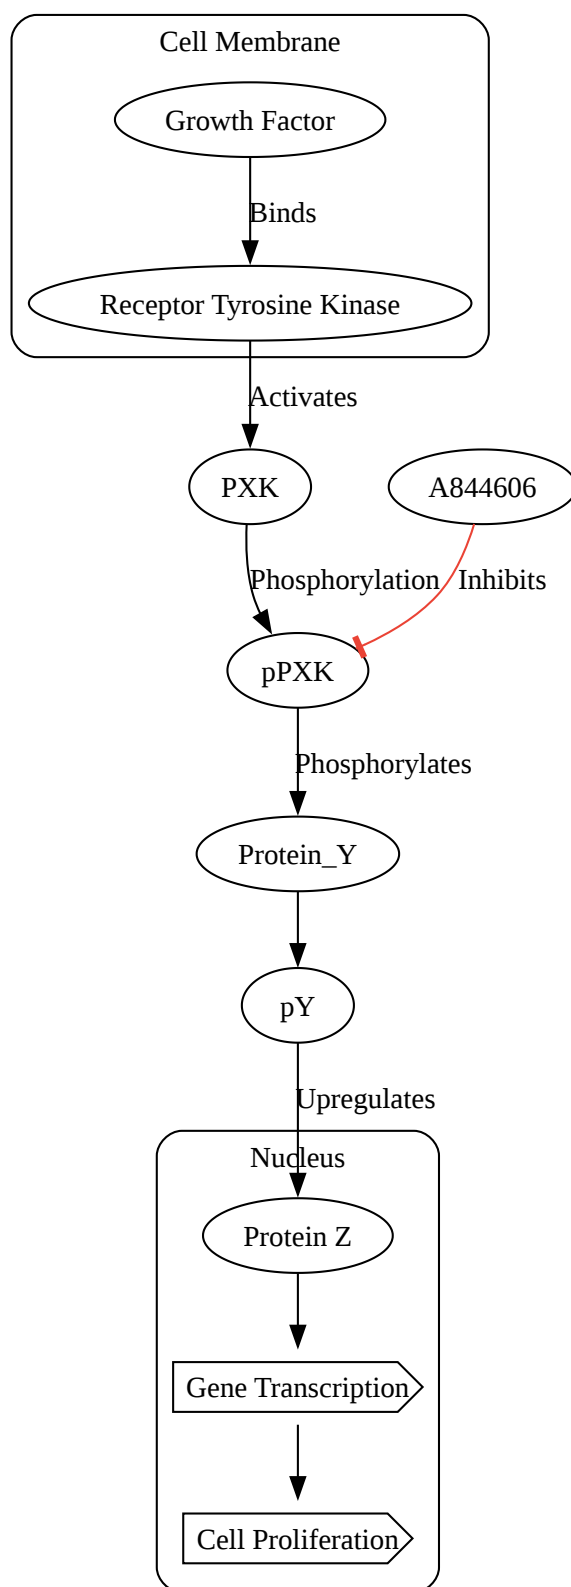 Cell Membrane
Growth Factor
Binds
Receptor Tyrosine Kinase
Activates
PXK
A844606
Phosphorylation
Inhibits
pPXK
Phosphorylates
Protein_Y
pY
Upregulates
Nucleus
Protein Z
Gene Transcription
Cell Proliferation